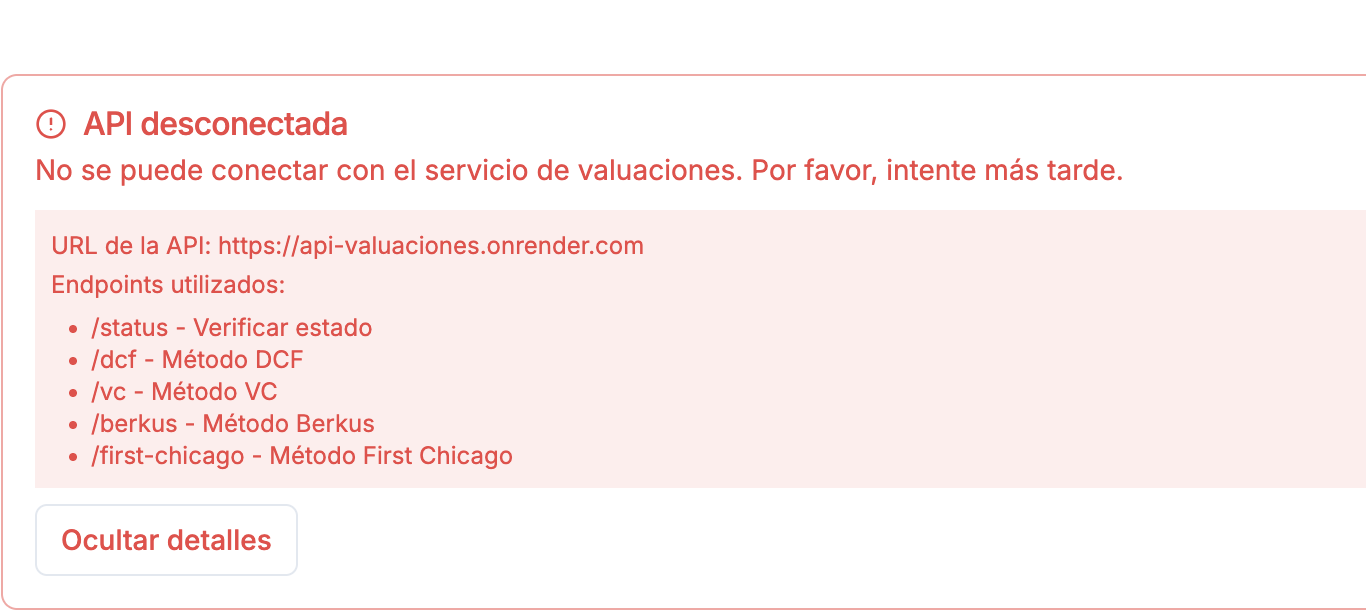 API desconectada
No se puede conectar con el servicio de valuaciones. Por favor, intente más tarde.
URL de la API: https://api-valuaciones.onrender.com
Endpoints utilizados:
• /status - Verificar estado
• /dcf - Método DCF
• /vc - Método VC
• /berkus - Método Berkus
• /first-chicago - Método First Chicago
Ocultar detalles